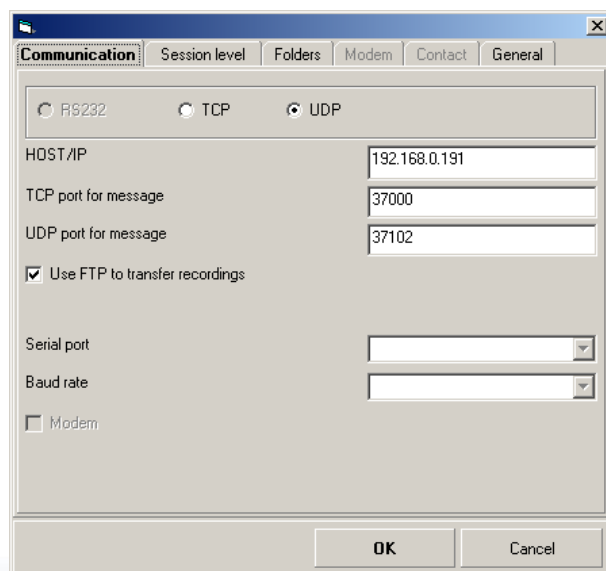 Communication Session level Folders Modem Contact General
RS232 TCP UDP
HOST/IP 192.168.0.191
TCP port for message 37000
UDP port for message 37102
Use FTP to transfer recordings
Serial port
Baud rate
Modem
OK Cancel